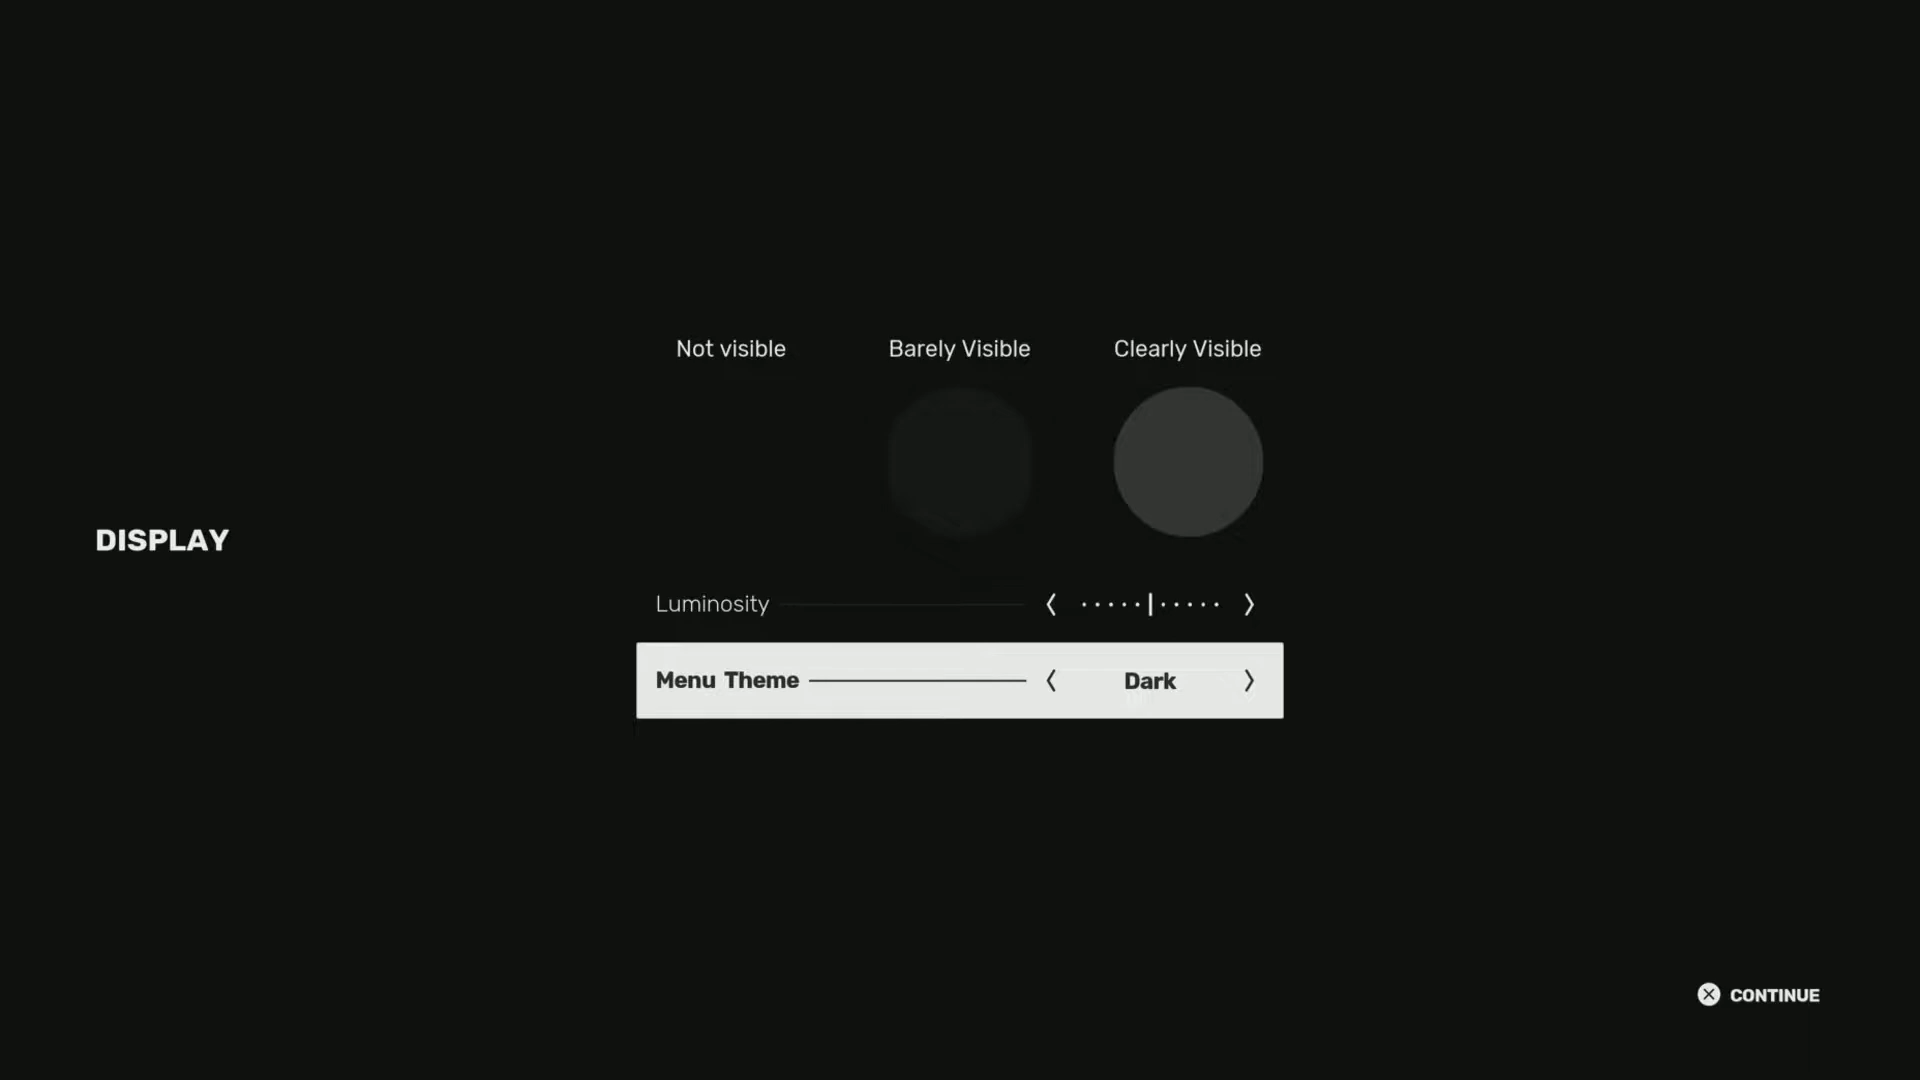 Not visible
Barely Visible
Clearly Visible
DISPLAY
Luminosity
Menu Theme
Dark
CONTINUE